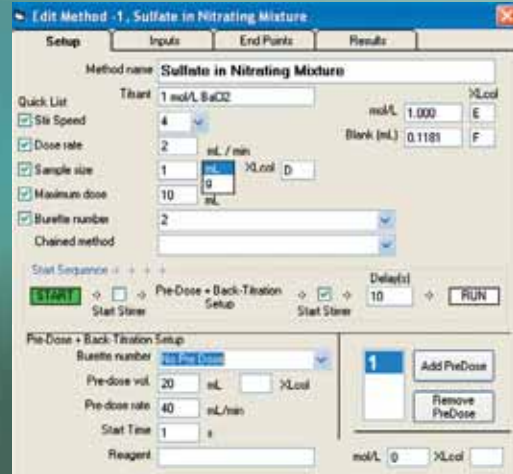 Edit Method -1, Sulfate in Nitrating Mixture
Setup Inputs End Points Results
Method name Sulfate in Nitrating Mixture
Titrant 1 mol/L BaCl2
XLcol
Quick List
mol/L 1.000 E
Stir Speed 4
Blank (mL) 0.1181 F
Dose rate 2 mL / min
Sample size 1 mL XLcol D
g
Maximum dose 10 mL
Burette number 2
Chained method
Start Sequence → → → →
START → Start Stirrer → Pre-Dose + Back-Titration Setup → Start Stirrer → Delay(s) 10 → RUN
Pre-Dose + Back-Titration Setup
Burette number No Pre Dose
1
Add PreDose
Pre-dose vol. 20 mL XLcol
Pre-dose rate 40 mL/min
Remove PreDose
Start Time 1 s
Reagent
mol/L 0 XLcol